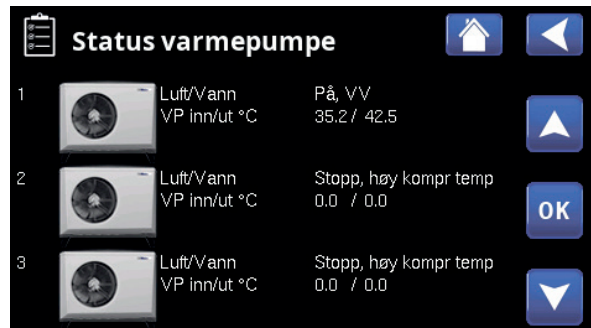 Status varmepumpe
1 Luft/Vann På, VV
VP inn/ut °C 35.2 / 42.5
2 Luft/Vann Stopp, høy kompr temp
VP inn/ut °C 0.0 / 0.0
OK
3 Luft/Vann Stopp, høy kompr temp
VP inn/ut °C 0.0 / 0.0